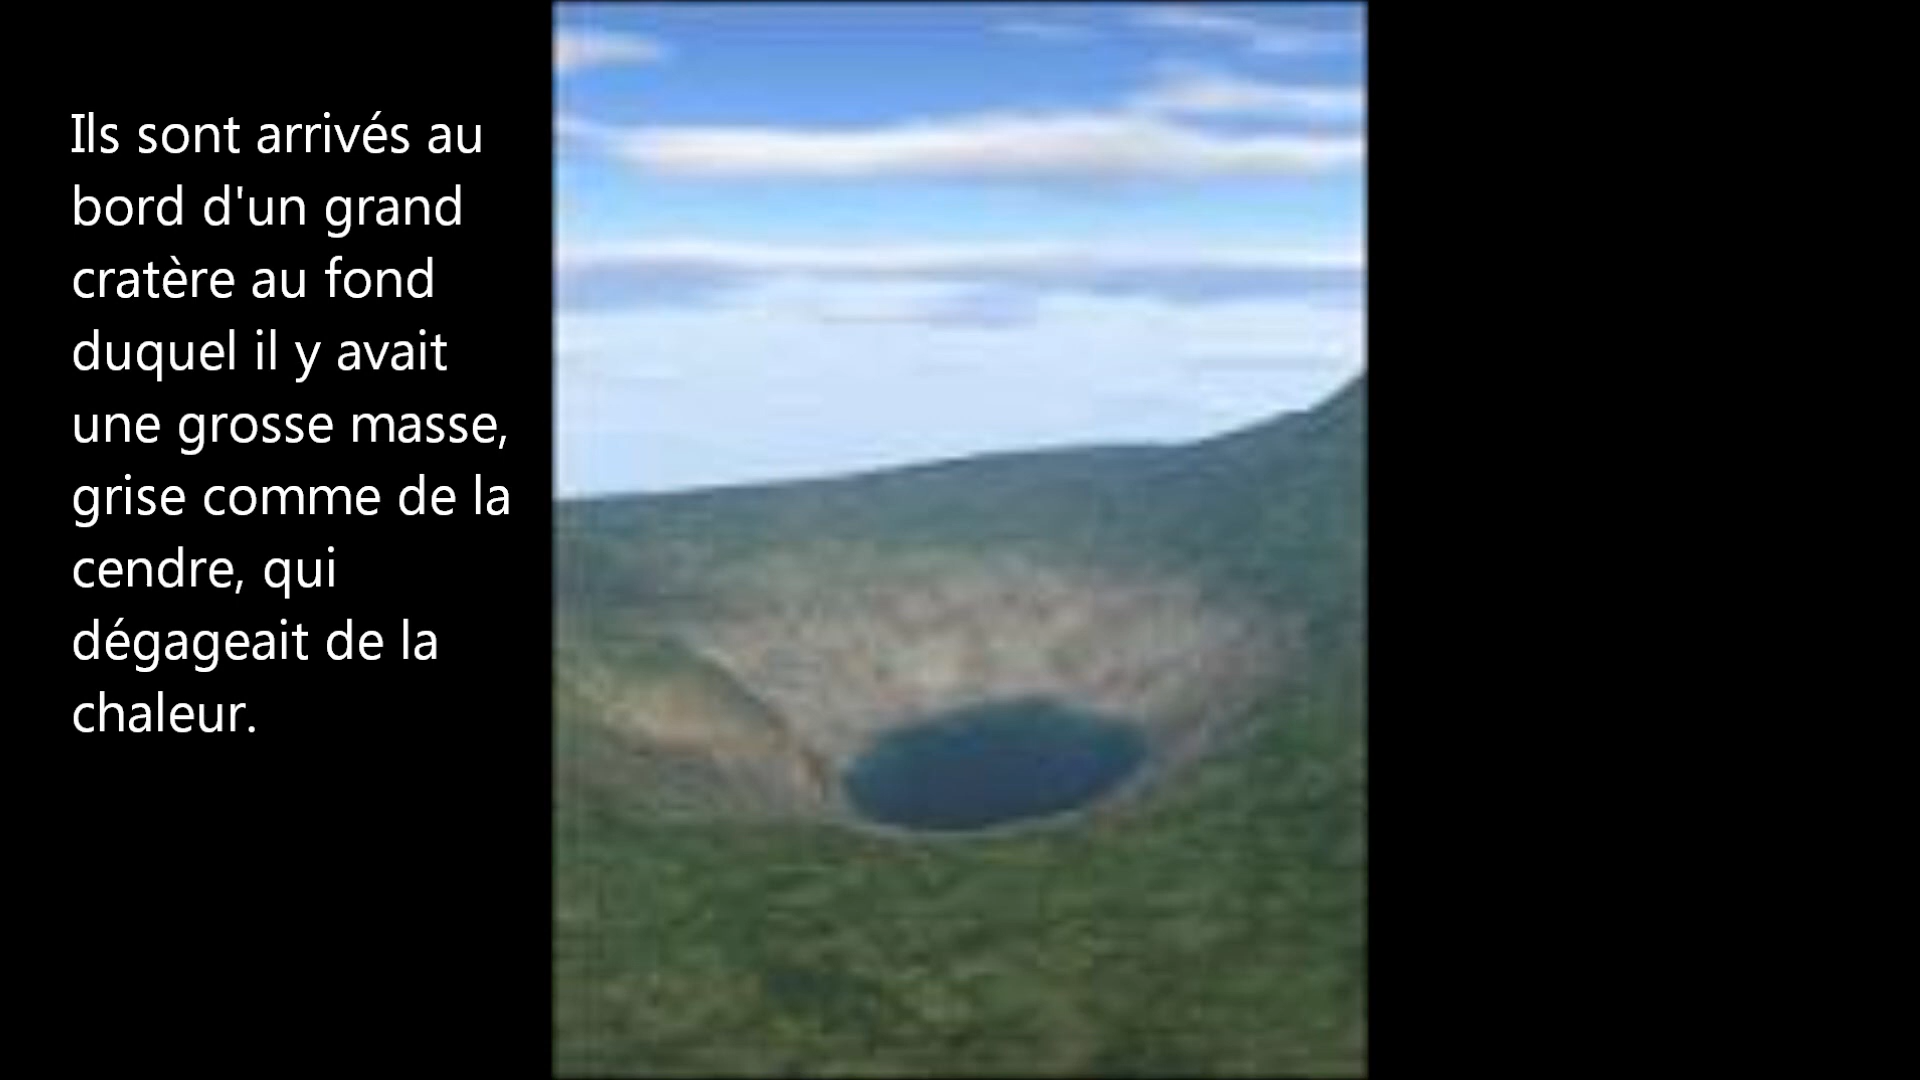 Ils sont arrivés au
bord d'un grand
cratère au fond
duquel il y avait
une grosse masse,
grise comme de la
cendre, qui
dégageait de la
chaleur.